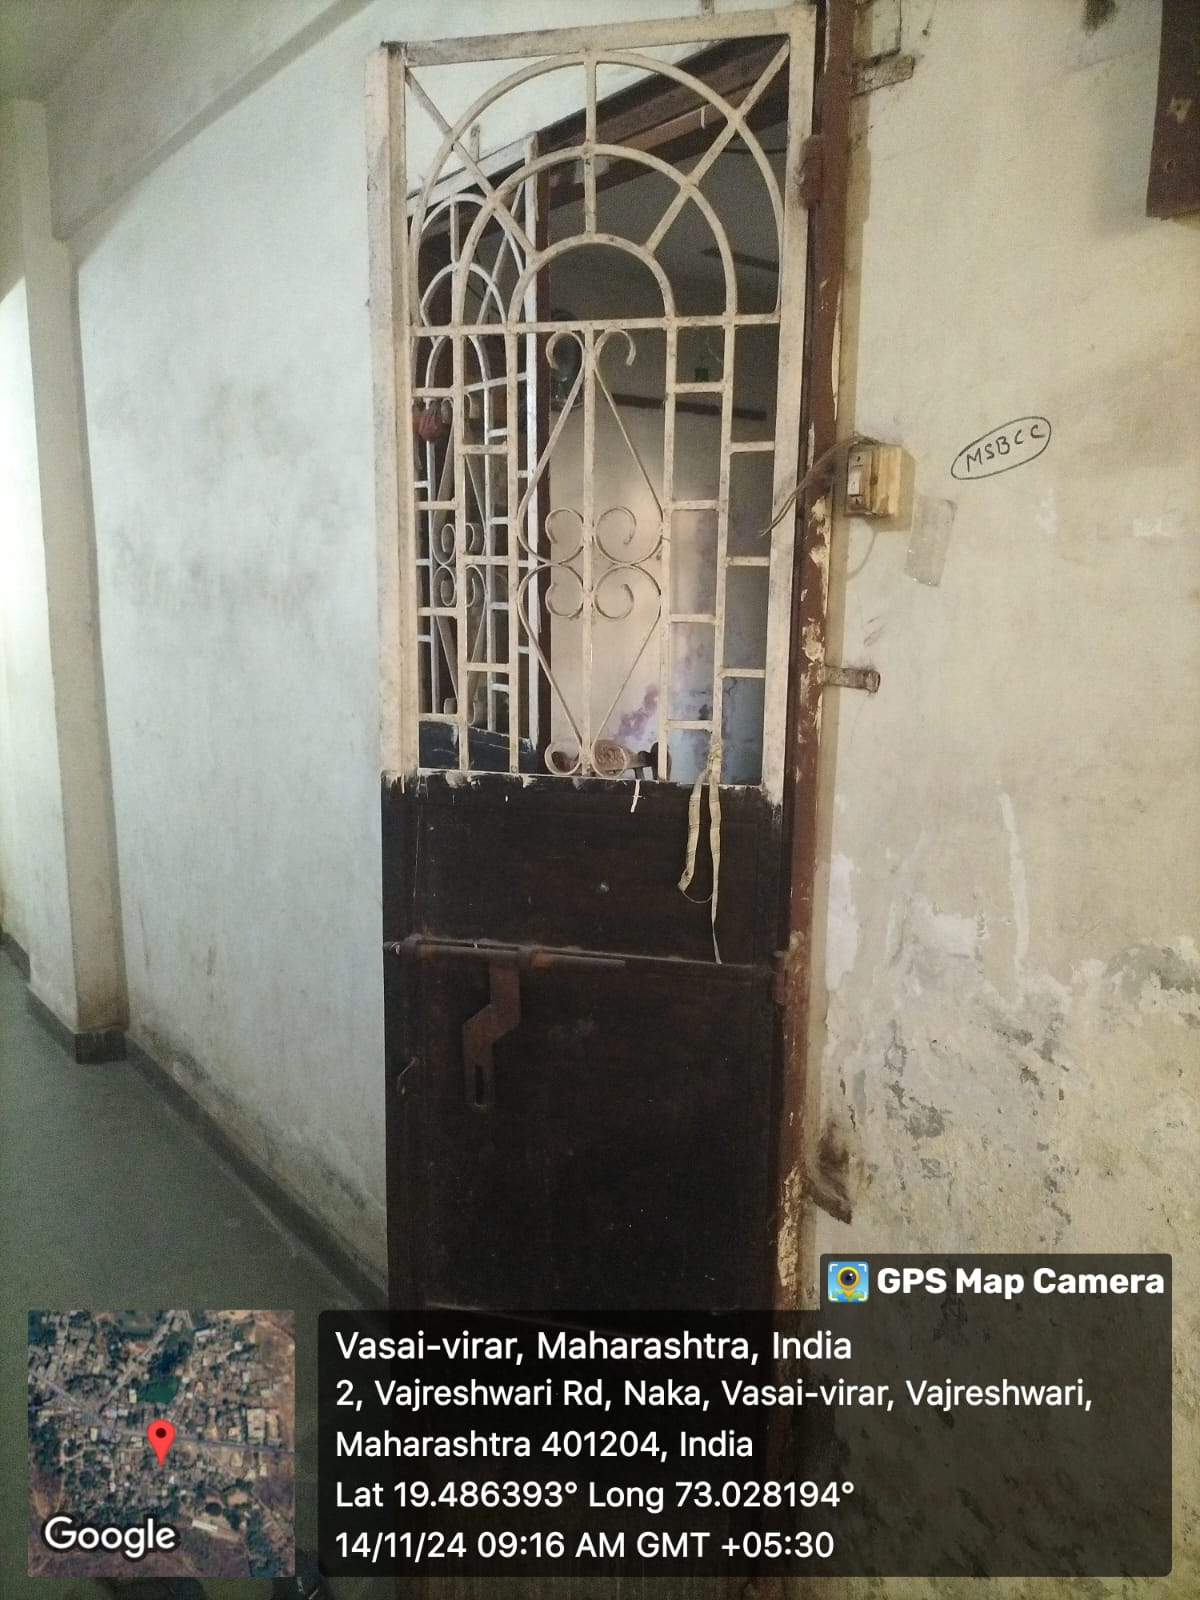 MSBCC
GPS Map Camera
Vasai-virar, Maharashtra, India
2, Vajreshwari Rd, Naka, Vasai-virar, Vajreshwari,
Maharashtra 401204, India
Lat 19.486393° Long 73.028194°
14/11/24 09:16 AM GMT +05:30
Google